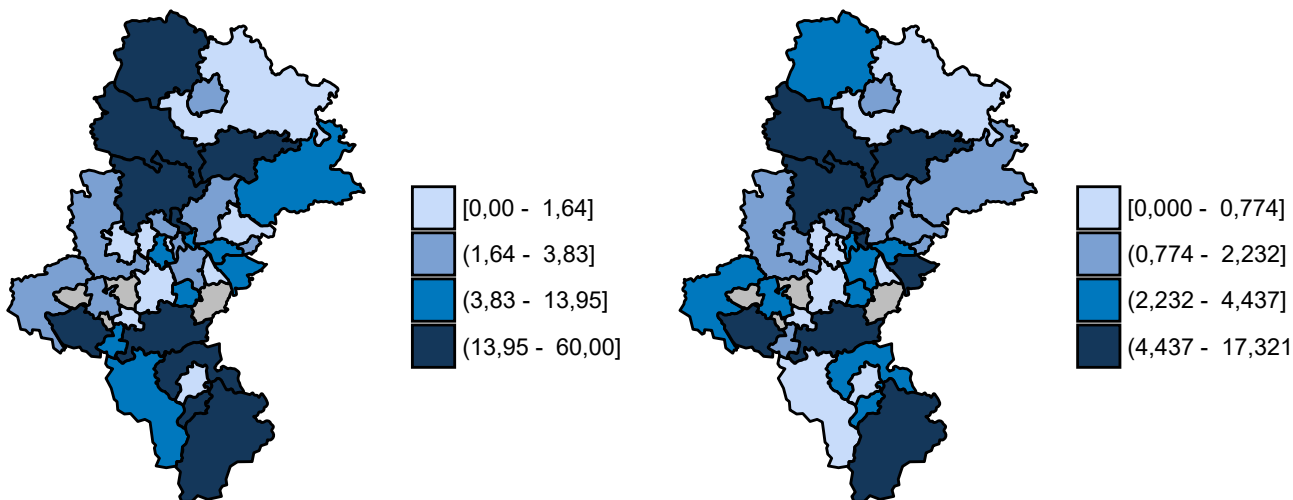 [0,00 - 1,64]
(1,64 - 3,83]
(3,83 - 13,95]
(13,95 - 60,00]
[0,000 - 0,774]
(0,774 - 2,232]
(2,232 - 4,437]
(4,437 - 17,321